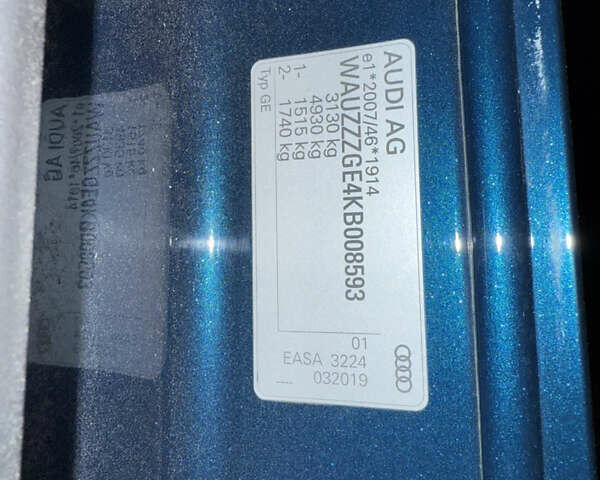 AUDI AG
e1*2007/46*1914
WAUZZZGE4KB008593
3130 kg
4930 kg
1- 1515 kg
2- 1740 kg
Typ GE
01
EASA 3224
032019